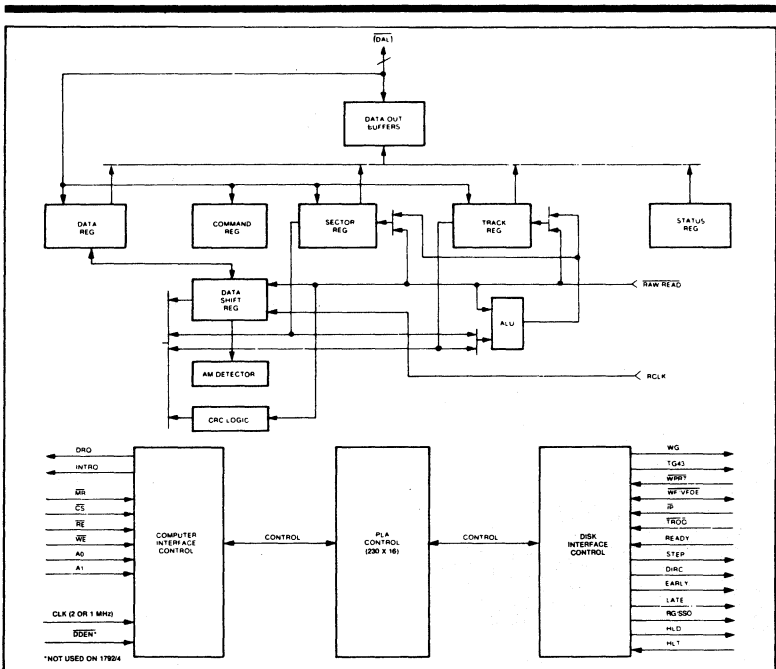 (DAL)
DATA OUT
BUFFERS
DATA
REG
COMMAND
REG
SECTOR
REG
TRACK
REG
STATUS
REG
DATA
SHIFT
REG
RAW READ
ALU
AM DETECTOR
RCLK
CRC LOGIC
DRQ
INTRQ
MR
CS
RE
WE
A0
A1
CLK (2 OR 1 MHz)
DDEN*
COMPUTER
INTERFACE
CONTROL
CONTROL
PLA
CONTROL
(230 X 16)
CONTROL
DISK
INTERFACE
CONTROL
WG
TG43
WPRT
WF/VFOE
IP
TROO
READY
STEP
DIRC
EARLY
LATE
RG/SSO
HLD
HLT
*NOT USED ON 1792/4